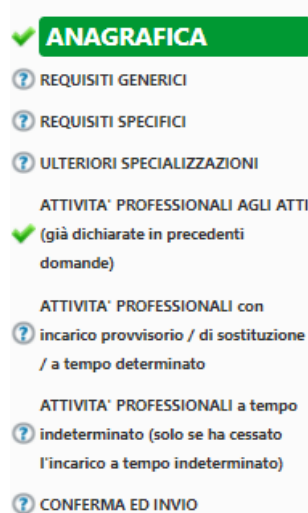 ANAGRAFICA
REQUISITI GENERICI
REQUISITI SPECIFICI
ULTERIORI SPECIALIZZAZIONI
ATTIVITA' PROFESSIONALI AGLI ATTI
(già dichiarate in precedenti
domande)
ATTIVITA' PROFESSIONALI con
incarico provvisorio / di sostituzione
/ a tempo determinato
ATTIVITA' PROFESSIONALI a tempo
indeterminato (solo se ha cessato
l'incarico a tempo indeterminato)
CONFERMA ED INVIO